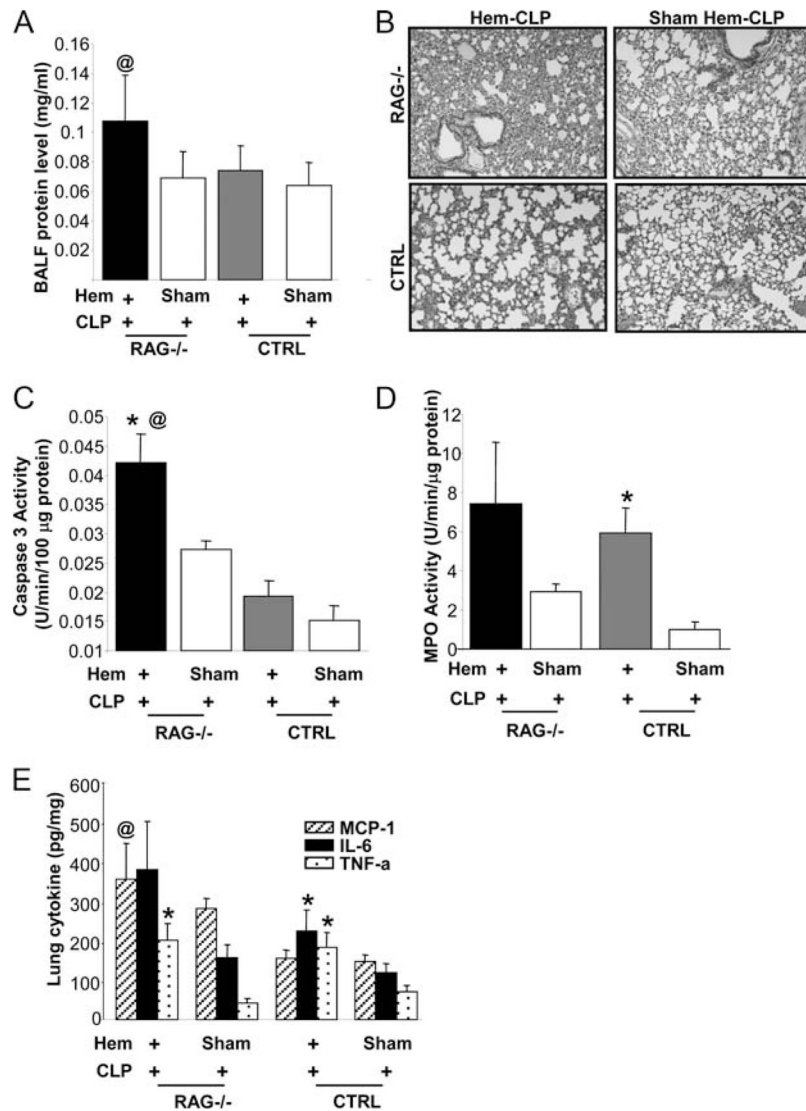 A
BALF protein level (mg/ml)
0.16
0.14
0.12
0.1
0.08
0.06
0.04
0.02
@
Hem + Sham + Sham
CLP + + + +
RAG-/- CTRL
B
Hem-CLP Sham Hem-CLP
RAG-/-
CTRL
C
Caspase 3 Activity
(U/min/100 µg protein)
0.05
0.045
0.04
0.03
0.025
0.02
0.015
0.01
* @
Hem + Sham + Sham
CLP + + + +
RAG-/- CTRL
D
MPO Activity (U/min/µg protein)
12
10
8
6
4
2
0
*
Hem + Sham + Sham
CLP + + + +
RAG-/- CTRL
E
Lung cytokine (pg/mg)
600
500
400
300
200
100
0
@
*
* *
MCP-1
IL-6
TNF-a
Hem + Sham + Sham
CLP + + + +
RAG-/- CTRL